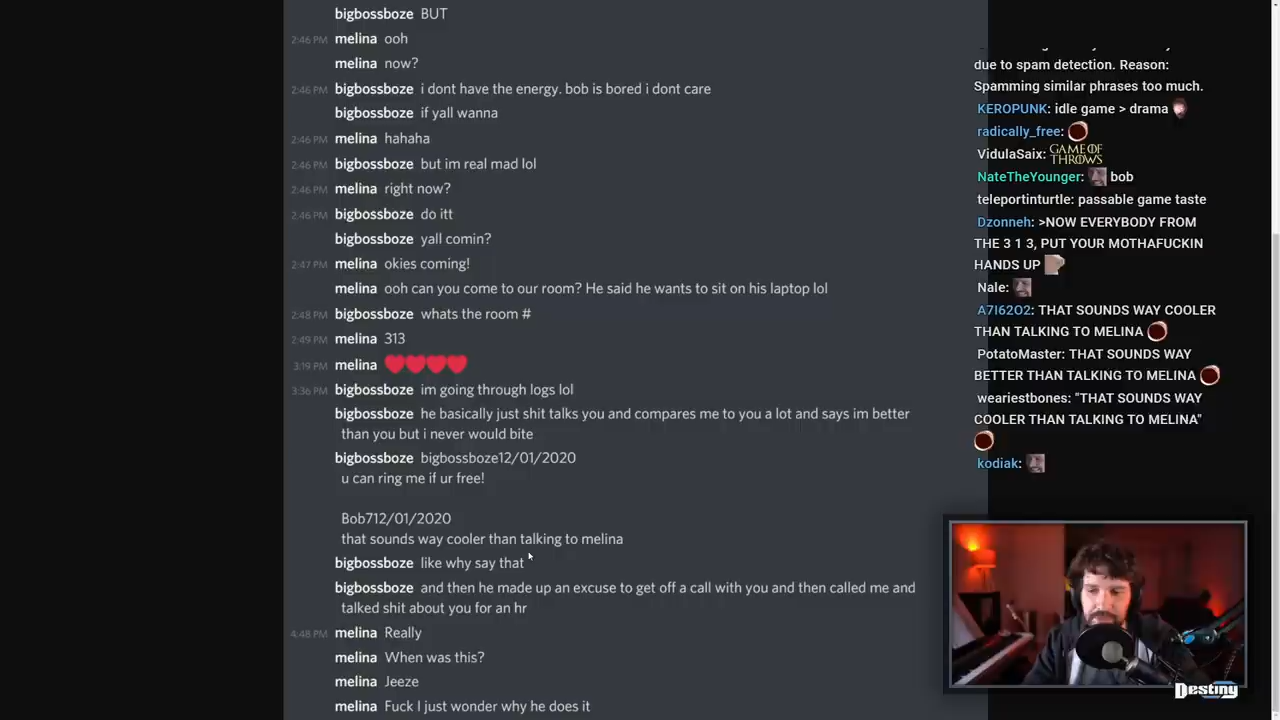 bigbossboze BUT
2:46 PM melina ooh
melina now?
2:46 PM bigbossboze i dont have the energy. bob is bored i dont care
bigbossboze if yall wanna
2:46 PM melina hahaha
2:46 PM bigbossboze but im real mad lol
2:46 PM melina right now?
2:46 PM bigbossboze do itt
bigbossboze yall comin?
2:47 PM melina okies coming!
melina ooh can you come to our room? He said he wants to sit on his laptop lol
2:48 PM bigbossboze whats the room #
2:49 PM melina 313
3:19 PM melina
3:36 PM bigbossboze im going through logs lol
bigbossboze he basically just shit talks you and compares me to you a lot and says im better
than you but i never would bite
bigbossboze bigbossboze12/01/2020
u can ring me if ur free!
Bob712/01/2020
that sounds way cooler than talking to melina
bigbossboze like why say that
bigbossboze and then he made up an excuse to get off a call with you and then called me and
talked shit about you for an hr
4:48 PM melina Really
melina When was this?
melina Jeeze
melina Fuck I just wonder why he does it
due to spam detection. Reason:
Spamming similar phrases too much.
KEROPUNK: idle game > drama
radically_free:
VidulaSaix: GAME OF
THROWS
NateTheYounger: bob
teleportinturtle: passable game taste
Dzonneh: >NOW EVERYBODY FROM
THE 3 1 3, PUT YOUR MOTHAFUCKIN
HANDS UP
Nale:
A7I62O2: THAT SOUNDS WAY COOLER
THAN TALKING TO MELINA
PotatoMaster: THAT SOUNDS WAY
BETTER THAN TALKING TO MELINA
weariestbones: "THAT SOUNDS WAY
COOLER THAN TALKING TO MELINA"
kodiak:
Destiny